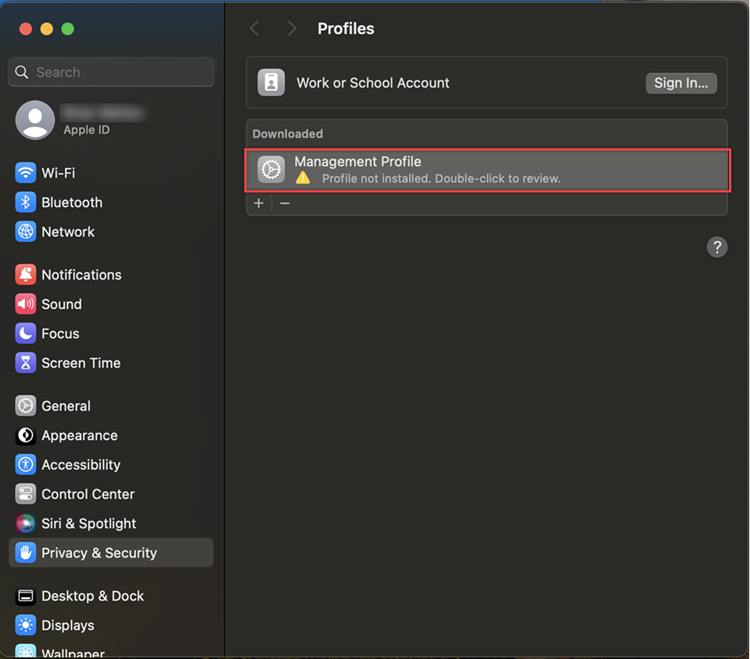 Profiles
Search
Apple ID
Wi-Fi
Bluetooth
Network
Notifications
Sound
Focus
Screen Time
General
Appearance
Accessibility
Control Center
Siri & Spotlight
Privacy & Security
Desktop & Dock
Displays
Wallpaper
Work or School Account
Sign In...
Downloaded
Management Profile
Profile not installed. Double-click to review.
+ −
?